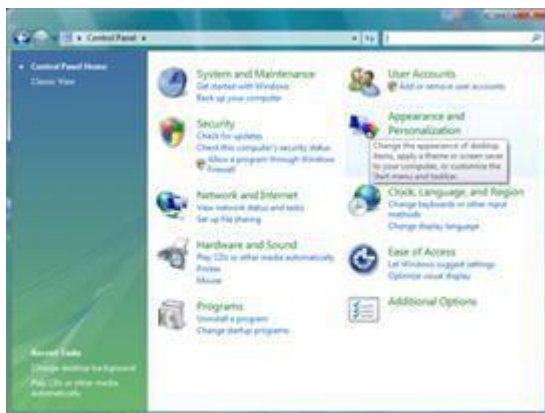 Control Panel
Control Panel Home
Classic View
System and Maintenance
Get started with Windows
Back up your computer
Security
Check for updates
Check this computer's security status
Allow a program through Windows
Firewall
Network and Internet
View network status and tasks
Set up file sharing
Hardware and Sound
Play CDs or other media automatically
Printer
Mouse
Programs
Uninstall a program
Change startup programs
User Accounts
Add or remove user accounts
Appearance and
Personalization
Change the appearance of desktop
items, apply a theme or screen saver
to your computer, or customize the
Start menu and taskbar.
Clock, Language, and Region
Change keyboards or other input
methods
Change display language
Ease of Access
Let Windows suggest settings
Optimize visual display
Additional Options
Recent Tasks
Change desktop background
Play CDs or other media
automatically